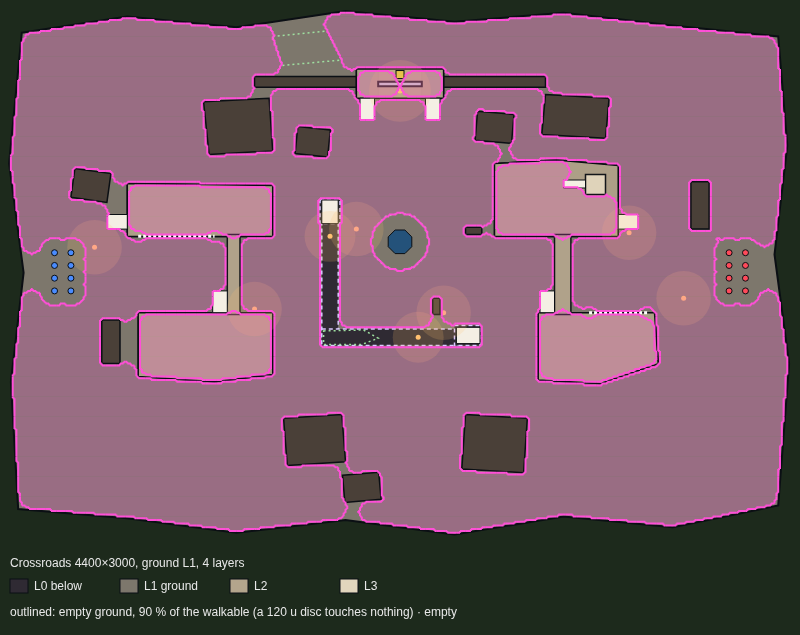 Crossroads 4400×3000, ground L1, 4 layers
L0 below L1 ground L2 L3
outlined: empty ground, 90 % of the walkable (a 120 u disc touches nothing) · empty